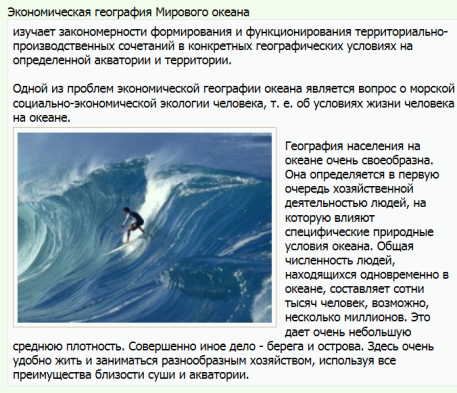 Экономическая география Мирового океана
изучает закономерности формирования и функционирования территориально-
производственных сочетаний в конкретных географических условиях на
определенной акватории и территории.
Одной из проблем экономической географии океана является вопрос о морской
социально-экономической экологии человека, т. е. об условиях жизни человека
на океане.
География населения на
океане очень своеобразна.
Она определяется в первую
очередь хозяйственной
деятельностью людей, на
которую влияют
специфические природные
условия океана. Общая
численность людей,
находящихся одновременно в
океане, составляет сотни
тысяч человек, возможно,
несколько миллионов. Это
дает очень небольшую
среднюю плотность. Совершенно иное дело - берега и острова. Здесь очень
удобно жить и заниматься разнообразным хозяйством, используя все
преимущества близости суши и акватории.